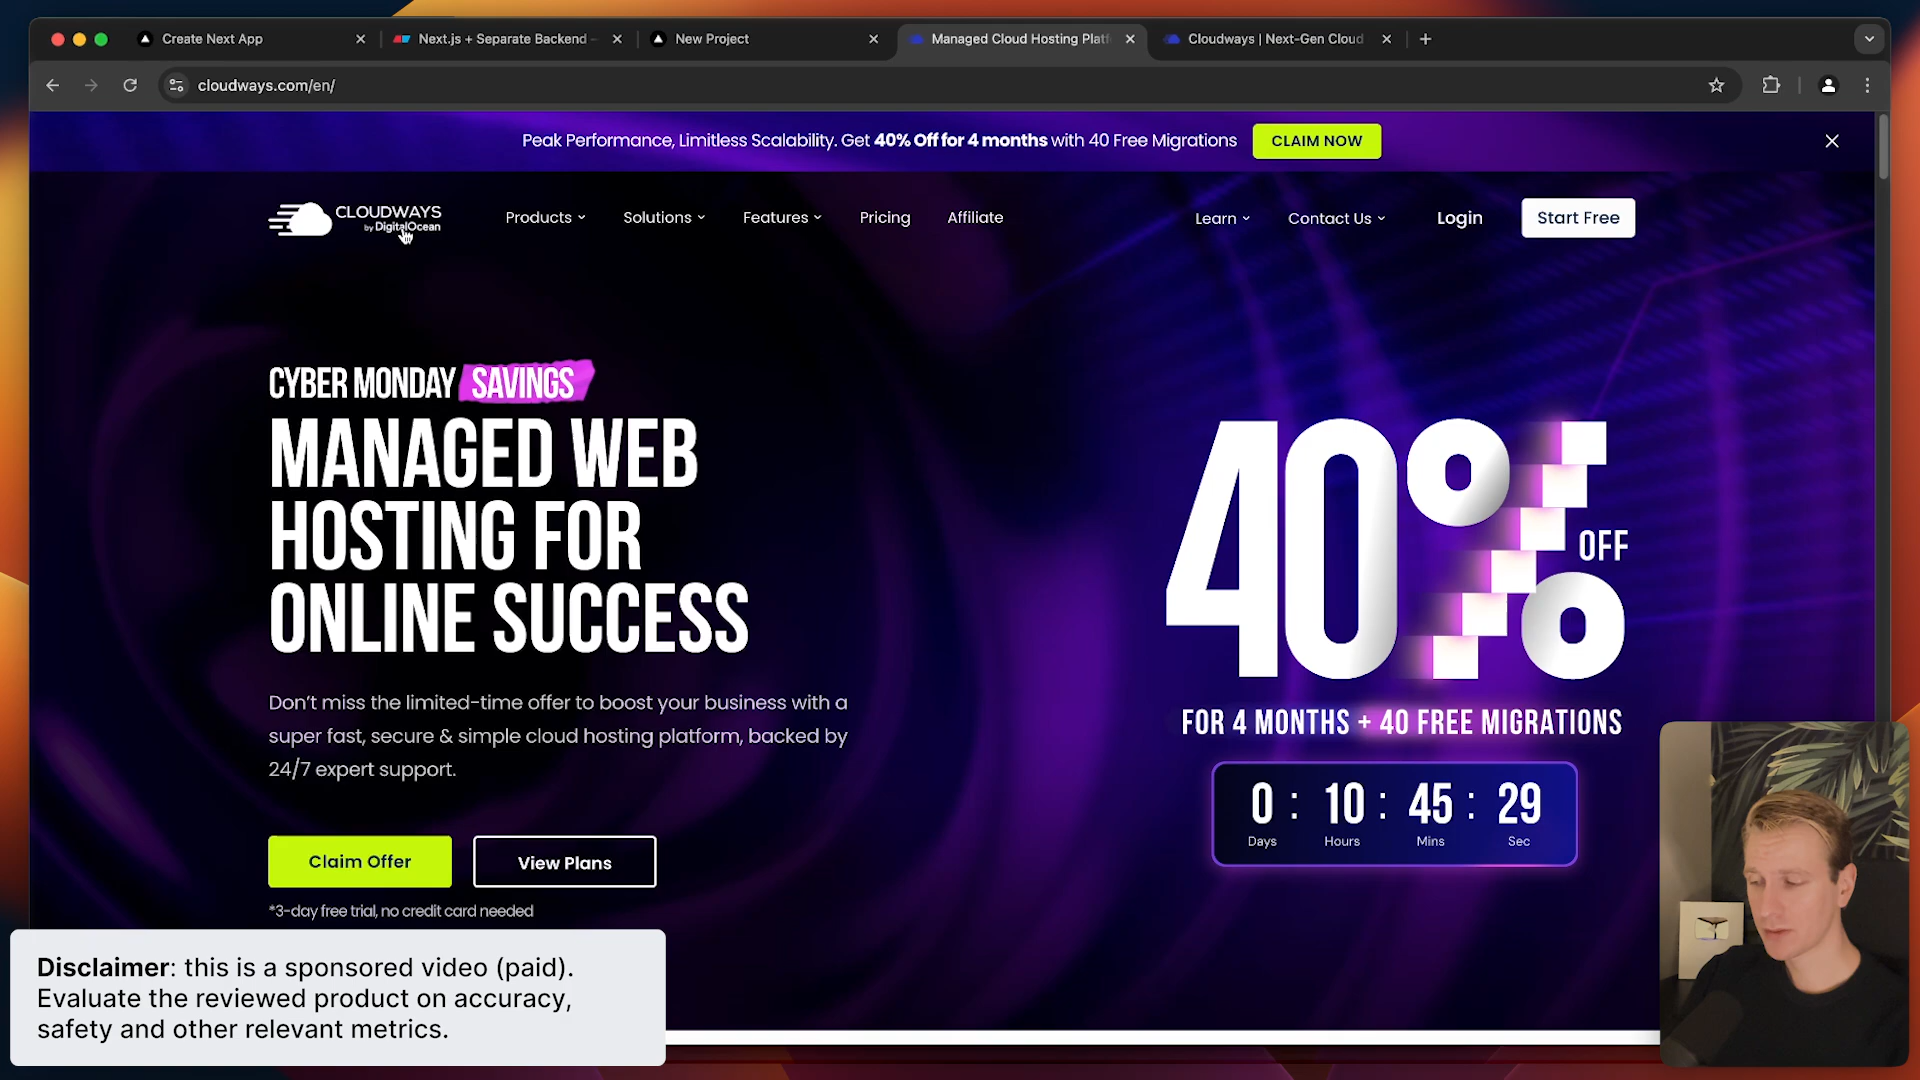 Create Next App
Next.js + Separate Backend -
New Project
Managed Cloud Hosting Platf
Cloudways | Next-Gen Cloud
cloudways.com/en/
Peak Performance, Limitless Scalability. Get 40% Off for 4 months with 40 Free Migrations
CLAIM NOW
CLOUDWAYS
by DigitalOcean
Products
Solutions
Features
Pricing
Affiliate
Learn
Contact Us
Login
Start Free
CYBER MONDAY SAVINGS
MANAGED WEB
HOSTING FOR
ONLINE SUCCESS
Don't miss the limited-time offer to boost your business with a
super fast, secure & simple cloud hosting platform, backed by
24/7 expert support.
Claim Offer
View Plans
*3-day free trial, no credit card needed
40%
OFF
FOR 4 MONTHS + 40 FREE MIGRATIONS
0 : 10 : 45 : 29
Days Hours Mins Sec
Disclaimer: this is a sponsored video (paid).
Evaluate the reviewed product on accuracy,
safety and other relevant metrics.